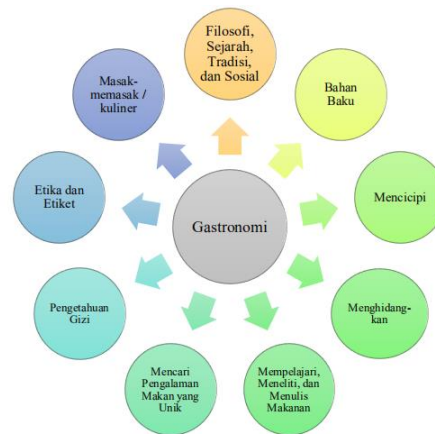 Filosofi,
Sejarah,
Tradisi,
dan Sosial
Bahan
Baku
Mencicipi
Menghidang-
kan
Mempelajari,
Meneliti, dan
Menulis
Makanan
Mencari
Pengalaman
Makan yang
Unik
Pengetahuan
Gizi
Etika dan
Etiket
Masak-
memasak /
kuliner
Gastronomi